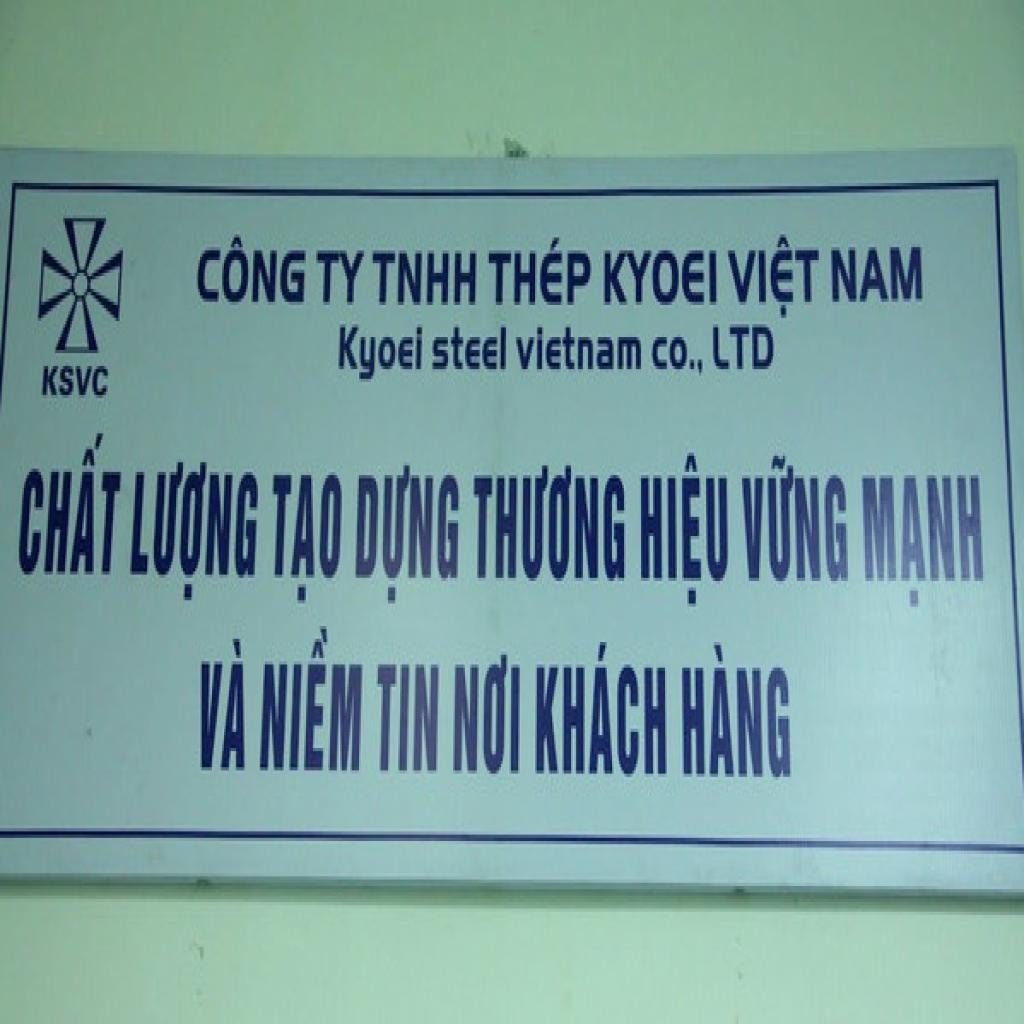 CÔNG TY TNHH THÉP KYOEI VIỆT NAM
Kyoei steel vietnam co., LTD
KSVC
CHẤT LƯỢNG TẠO DỰNG THƯƠNG HIỆU VỮNG MẠNH
VÀ NIỀM TIN NƠI KHÁCH HÀNG